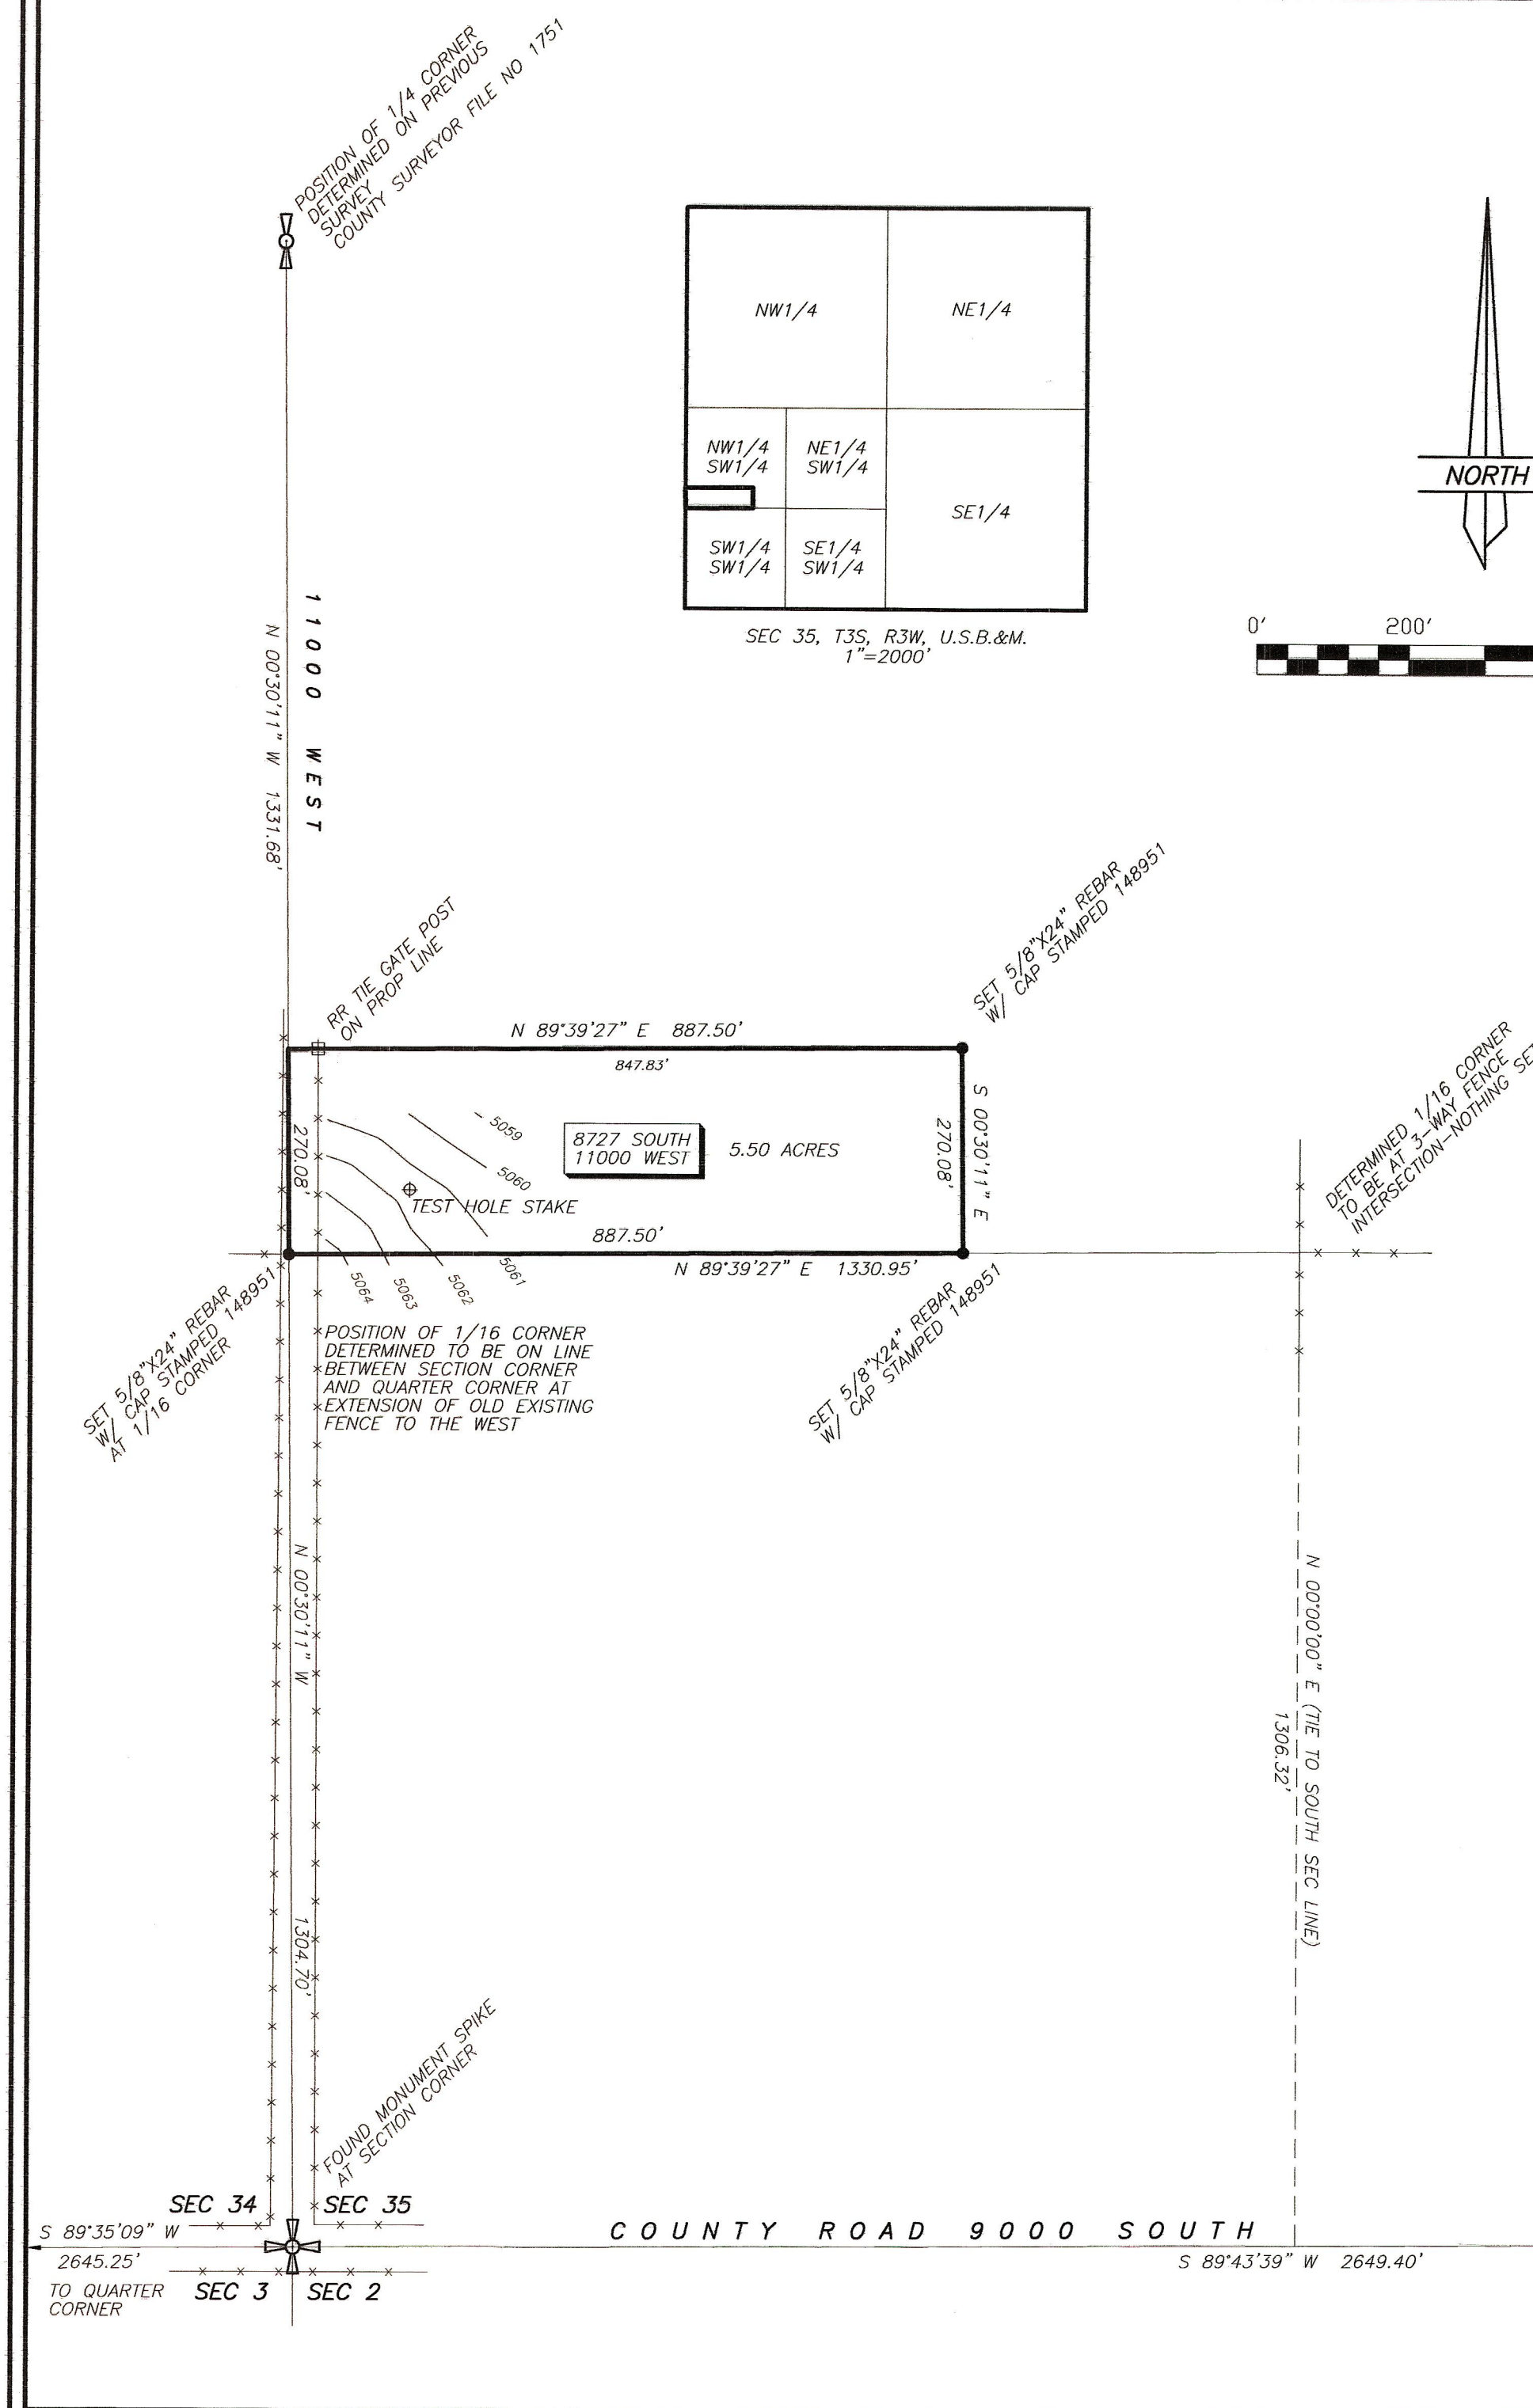 POSITION OF 1/4 CORNER
DETERMINED ON PREVIOUS
SURVEY
COUNTY SURVEYOR FILE NO 1751
NW1/4
NE1/4
NW1/4
SW1/4
NE1/4
SW1/4
SE1/4
SW1/4
SW1/4
SE1/4
SW1/4
SEC 35, T3S, R3W, U.S.B.&M.
1"=2000'
NORTH
0'
200'
11000 WEST
N 00°30'11" W 1331.68'
RR TIE GATE POST
ON PROP LINE
SET 5/8"X24" REBAR
W/ CAP STAMPED 148951
N 89°39'27" E 887.50'
847.83'
270.08'
5059
5060
8727 SOUTH
11000 WEST
5.50 ACRES
TEST HOLE STAKE
270.08'
S 00°30'11" E
DETERMINED 1/16 CORNER
TO BE AT 3-WAY FENCE
INTERSECTION-NOTHING SET
887.50'
N 89°39'27" E 1330.95'
5064
5063
5062
5061
SET 5/8"X24" REBAR
W/ CAP STAMPED 148951
AT 1/16 CORNER
POSITION OF 1/16 CORNER
DETERMINED TO BE ON LINE
BETWEEN SECTION CORNER
AND QUARTER CORNER AT
EXTENSION OF OLD EXISTING
FENCE TO THE WEST
SET 5/8"X24" REBAR
W/ CAP STAMPED 148951
N 00°30'11" W
1304.70'
N 00°00'00" E (TIE TO SOUTH SEC LINE)
1306.32'
FOUND MONUMENT SPIKE
AT SECTION CORNER
SEC 34
SEC 35
S 89°35'09" W
2645.25'
TO QUARTER
CORNER
SEC 3
SEC 2
COUNTY ROAD 9000 SOUTH
S 89°43'39" W 2649.40'